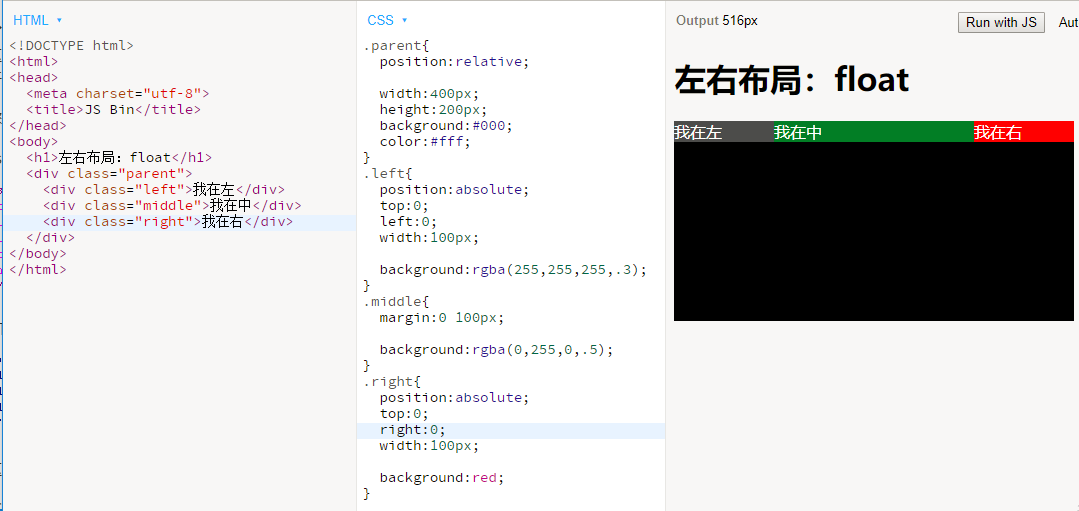 HTML ▾
<!DOCTYPE html>
<html>
<head>
<meta charset="utf-8">
<title>JS Bin</title>
</head>
<body>
<h1>左右布局：float</h1>
<div class="parent">
<div class="left">我在左</div>
<div class="middle">我在中</div>
<div class="right">我在右</div>
</div>
</body>
</html>
CSS ▾
.parent{
position:relative;
width:400px;
height:200px;
background:#000;
color:#fff;
}
.left{
position:absolute;
top:0;
left:0;
width:100px;
background:rgba(255,255,255,.3);
}
.middle{
margin:0 100px;
background:rgba(0,255,0,.5);
}
.right{
position:absolute;
top:0;
right:0;
width:100px;
background:red;
}
Output 516px
Run with JS
Aut
左右布局：float
我在左 我在中 我在右